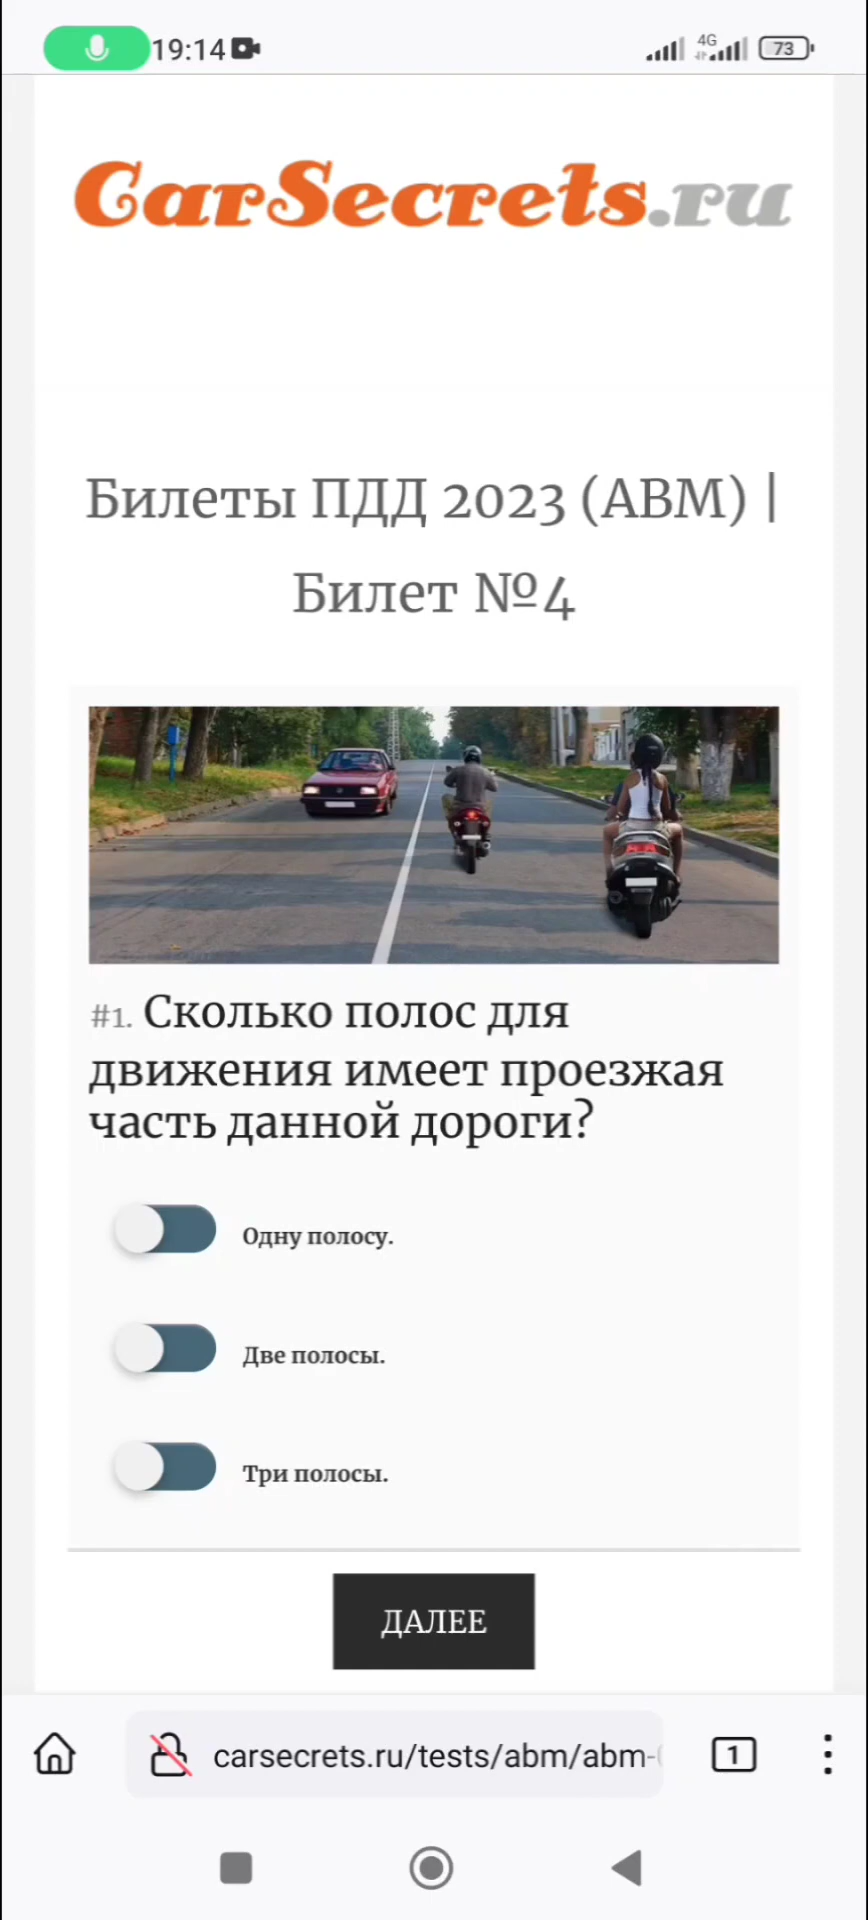 19:14
4G
73
CarSecrets.ru
Билеты ПДД 2023 (АВМ) |
Билет №4
#1. Сколько полос для
движения имеет проезжая
часть данной дороги?
Одну полосу.
Две полосы.
Три полосы.
ДАЛЕЕ
carsecrets.ru/tests/abm/abm-
1